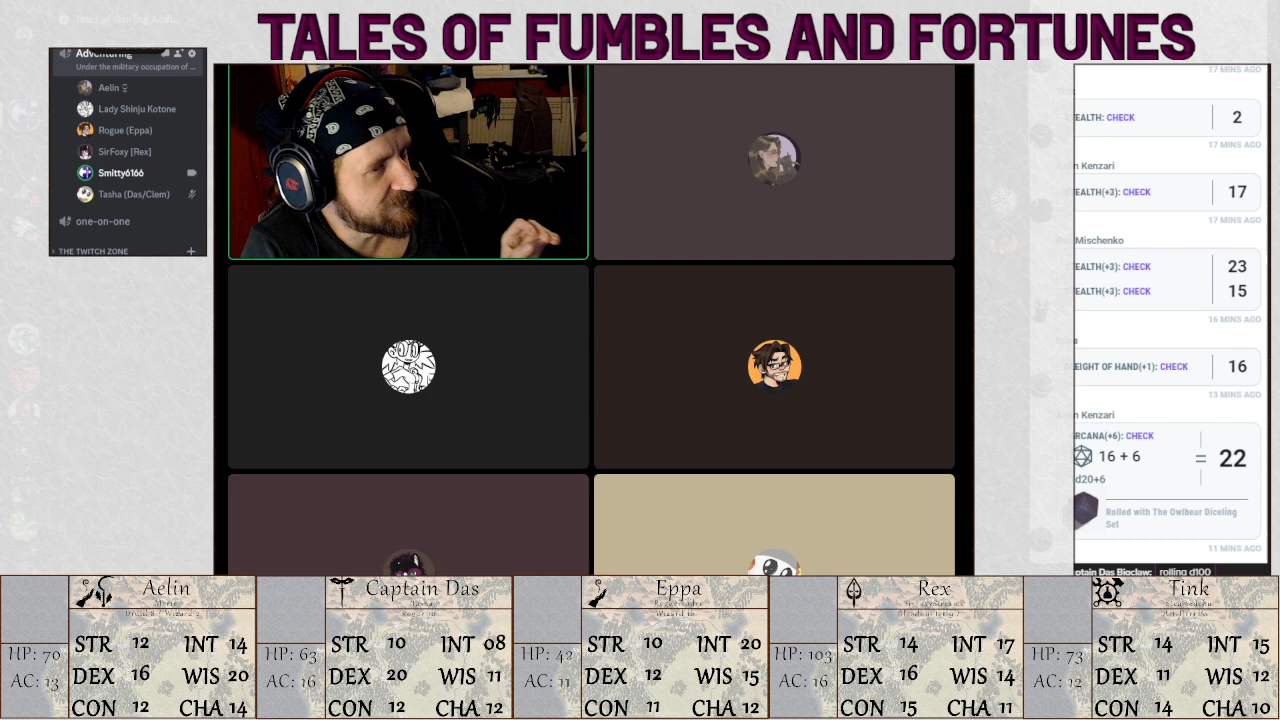 TALES OF FUMBLES AND FORTUNES
Adventuring
Under the military occupation of ...
Aelin
Lady Shinju Kotone
Rogue (Eppa)
SirFoxy [Rex]
Smitty6166
Tasha (Das/Clem)
one-on-one
THE TWITCH ZONE
17 MINS AGO
EALTH: CHECK
2
17 MINS AGO
n Kenzari
EALTH(+3): CHECK
17
17 MINS AGO
Mischenko
EALTH(+3): CHECK
23
EALTH(+3): CHECK
15
16 MINS AGO
EIGHT OF HAND(+1): CHECK
16
13 MINS AGO
n Kenzari
RCANA(+6): CHECK
16 + 6
= 22
d20+6
Rolled with The Owlbear Diceling
Set
11 MINS AGO
ptain Das Bioclaw: rolling d100
Aelin
HP: 70
AC: 13
STR 12 INT 14
DEX 16 WIS 20
CON 12 CHA 14
Captain Das
HP: 63
AC: 16
STR 10 INT 08
DEX 20 WIS 11
CON 12 CHA 12
Eppa
HP: 42
AC: 11
STR 10 INT 20
DEX 12 WIS 15
CON 11 CHA 12
Rex
HP: 103
AC: 16
STR 14 INT 17
DEX 16 WIS 14
CON 15 CHA 11
Tink
HP: 73
AC: 12
STR 14 INT 15
DEX 11 WIS 12
CON 14 CHA 10